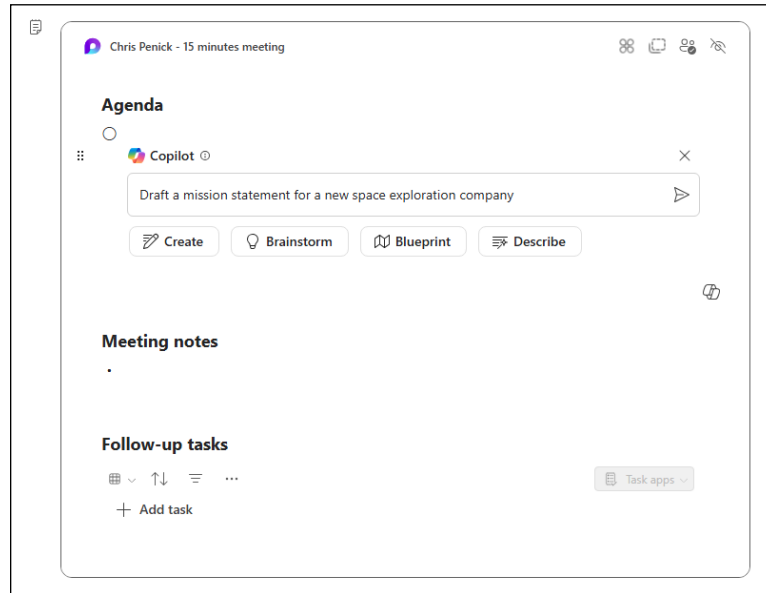 Chris Penick - 15 minutes meeting
Agenda
Copilot
Draft a mission statement for a new space exploration company
Create Brainstorm Blueprint Describe
Meeting notes
Follow-up tasks
Task apps
Add task